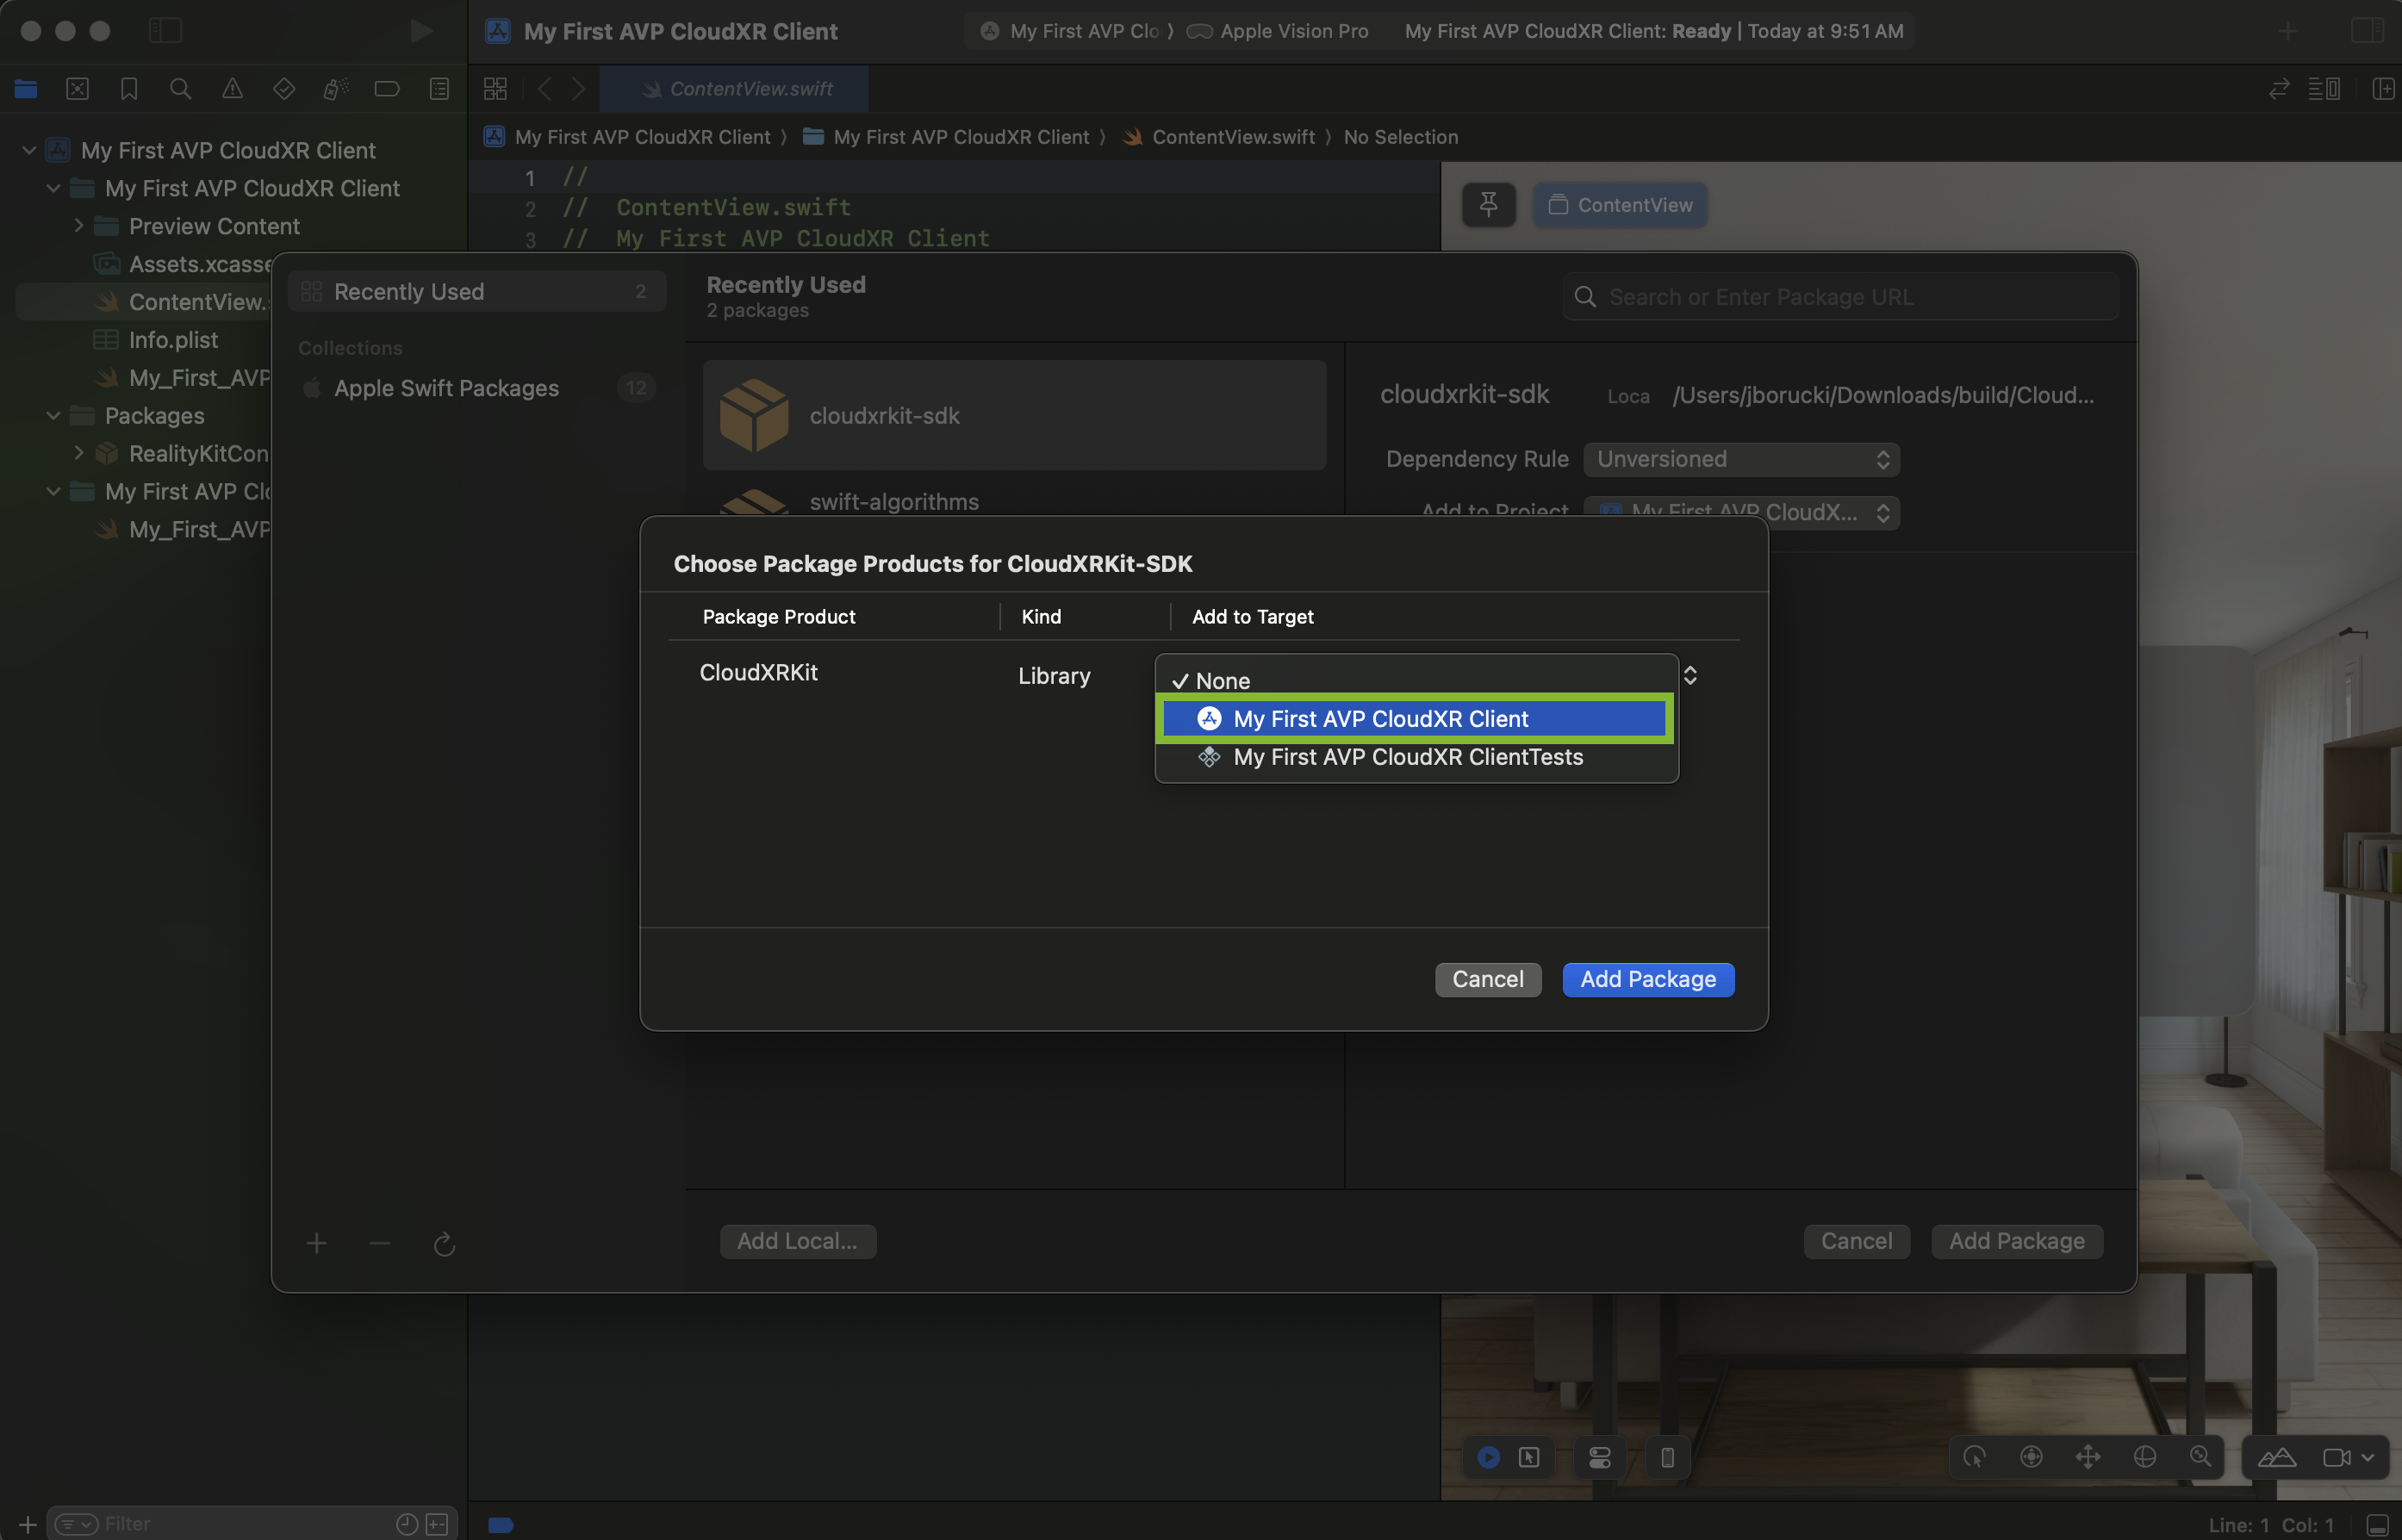 My First AVP CloudXR Client
My First AVP Clo 〉 Apple Vision Pro
My First AVP CloudXR Client: Ready | Today at 9:51 AM
ContentView.swift
My First AVP CloudXR Client 〉 My First AVP CloudXR Client 〉 ContentView.swift 〉 No Selection
My First AVP CloudXR Client
My First AVP CloudXR Client
Preview Content
Assets.xcasse
ContentView.s
Info.plist
My_First_AVP
Packages
RealityKitCon
My First AVP Clo
My_First_AVP
1 //
2 // ContentView.swift
3 // My First AVP CloudXR Client
ContentView
Recently Used 2
Collections
Apple Swift Packages 12
Recently Used
2 packages
Search or Enter Package URL
cloudxrkit-sdk
swift-algorithms
cloudxrkit-sdk Loca /Users/jborucki/Downloads/build/Cloud...
Dependency Rule Unversioned
Add to Project My First AVP CloudX...
Choose Package Products for CloudXRKit-SDK
Package Product Kind Add to Target
CloudXRKit Library
✓ None
My First AVP CloudXR Client
My First AVP CloudXR ClientTests
Cancel Add Package
Add Local...
Cancel Add Package
Filter
Line: 1 Col: 1